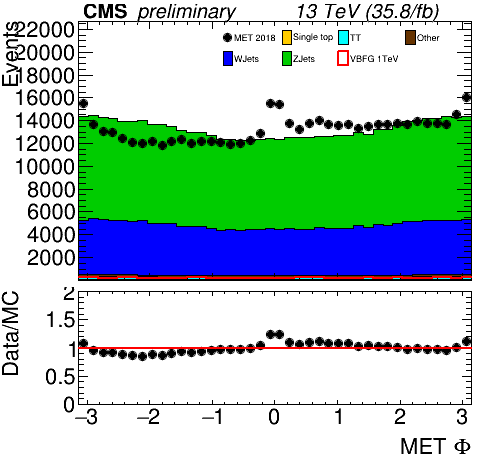 CMS preliminary 13 TeV (35.8/fb)
Events
22000
20000
18000
16000
14000
12000
10000
8000
6000
4000
2000
MET 2018 Single top TT Other
WJets ZJets VBFG 1TeV
Data/MC
2
1.5
1
0.5
0
−3 −2 −1 0 1 2 3
MET Φ